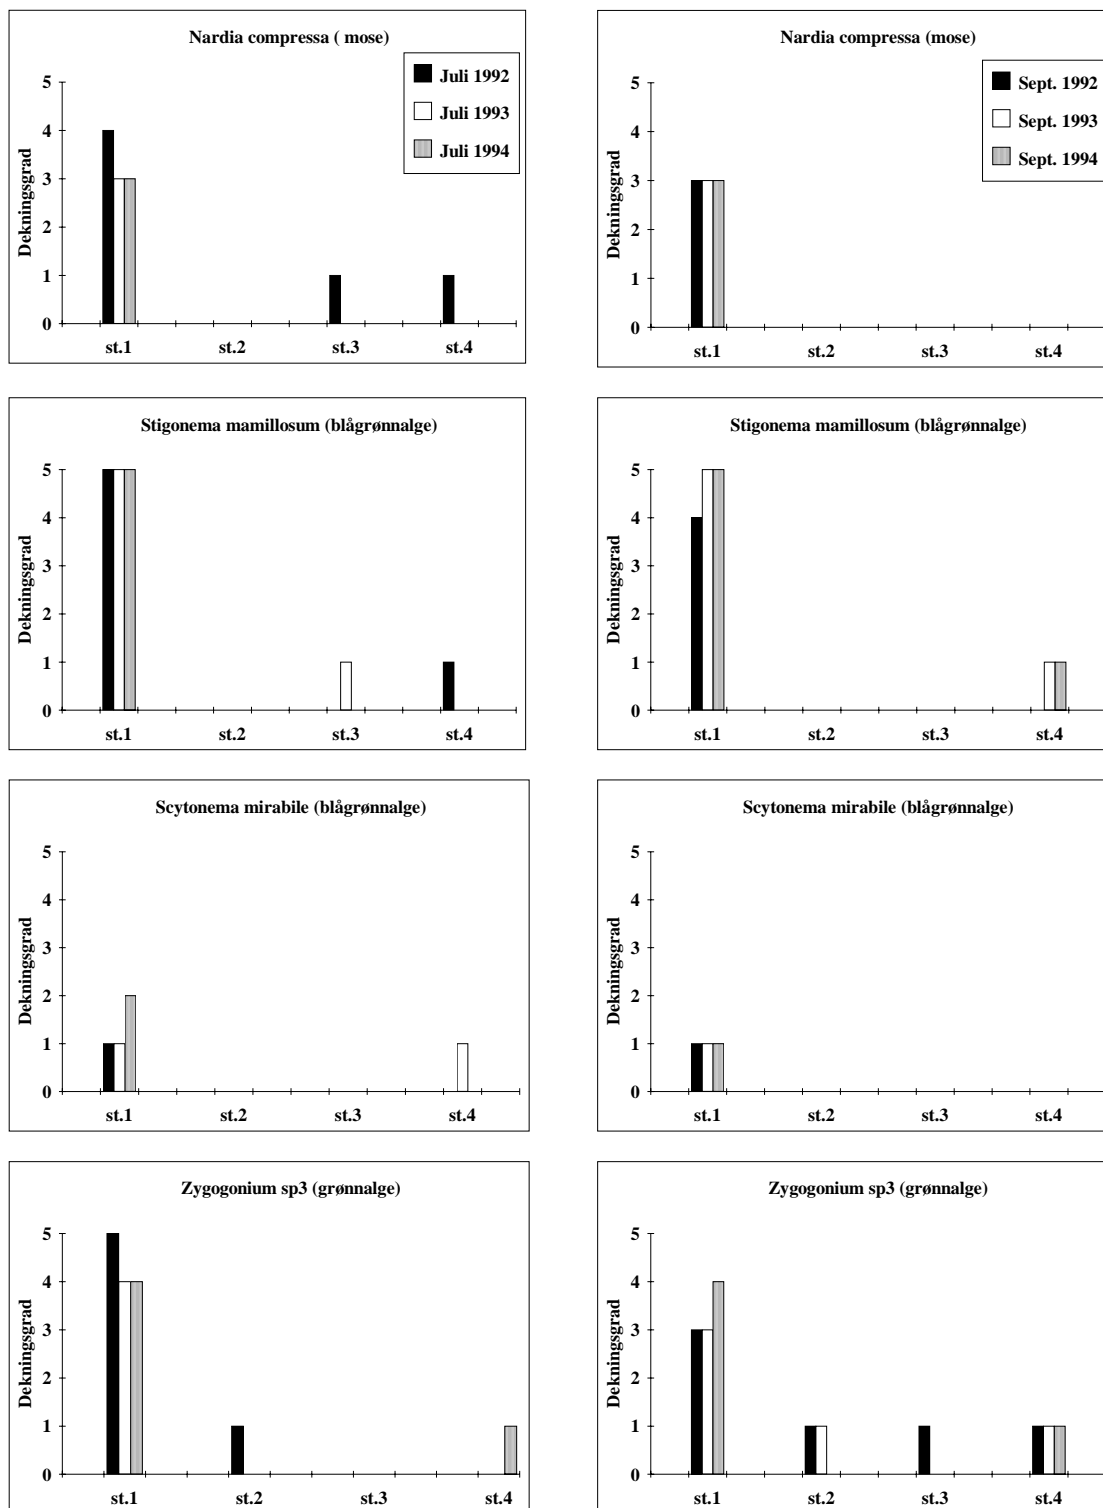 Nardia compressa ( mose)
Juli 1992
Juli 1993
Juli 1994
Dekningsgrad
5
4
3
2
1
0
st.1 st.2 st.3 st.4
Nardia compressa (mose)
Sept. 1992
Sept. 1993
Sept. 1994
Dekningsgrad
5
4
3
2
1
0
st.1 st.2 st.3 st.4
Stigonema mamillosum (blågrønnalge)
Dekningsgrad
5
4
3
2
1
0
st.1 st.2 st.3 st.4
Stigonema mamillosum (blågrønnalge)
Dekningsgrad
5
4
3
2
1
0
st.1 st.2 st.3 st.4
Scytonema mirabile (blågrønnalge)
Dekningsgrad
5
4
3
2
1
0
st.1 st.2 st.3 st.4
Scytonema mirabile (blågrønnalge)
Dekningsgrad
5
4
3
2
1
0
st.1 st.2 st.3 st.4
Zygogonium sp3 (grønnalge)
Dekningsgrad
5
4
3
2
1
0
st.1 st.2 st.3 st.4
Zygogonium sp3 (grønnalge)
Dekningsgrad
5
4
3
2
1
0
st.1 st.2 st.3 st.4